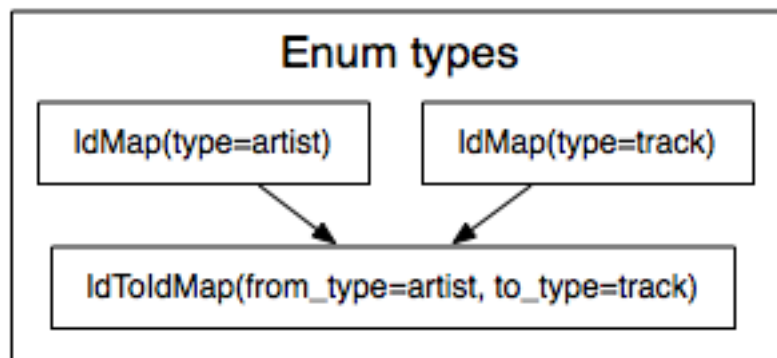 Enum types
IdMap(type=artist)
IdMap(type=track)
IdToIdMap(from_type=artist, to_type=track)